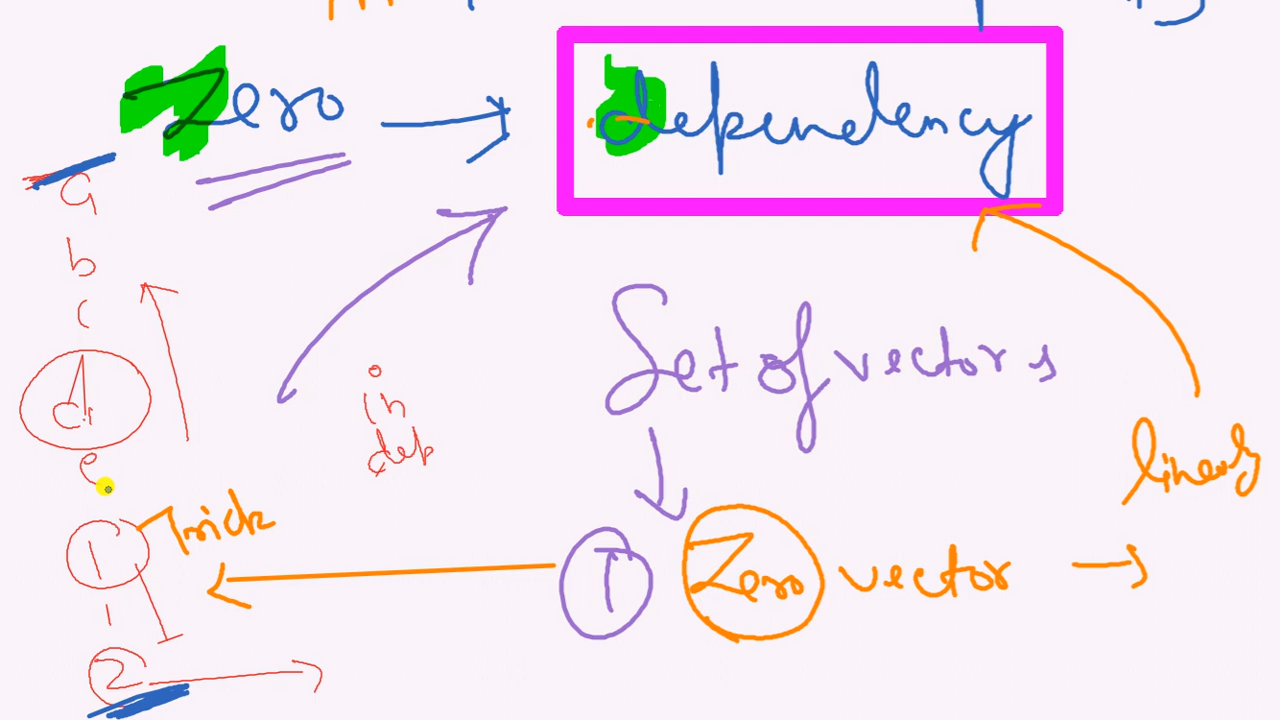 Zero → dependency
a
b
c
d
e
in
dep
Set of vectors
linearly
Trick
1 Zero vector →
1
2